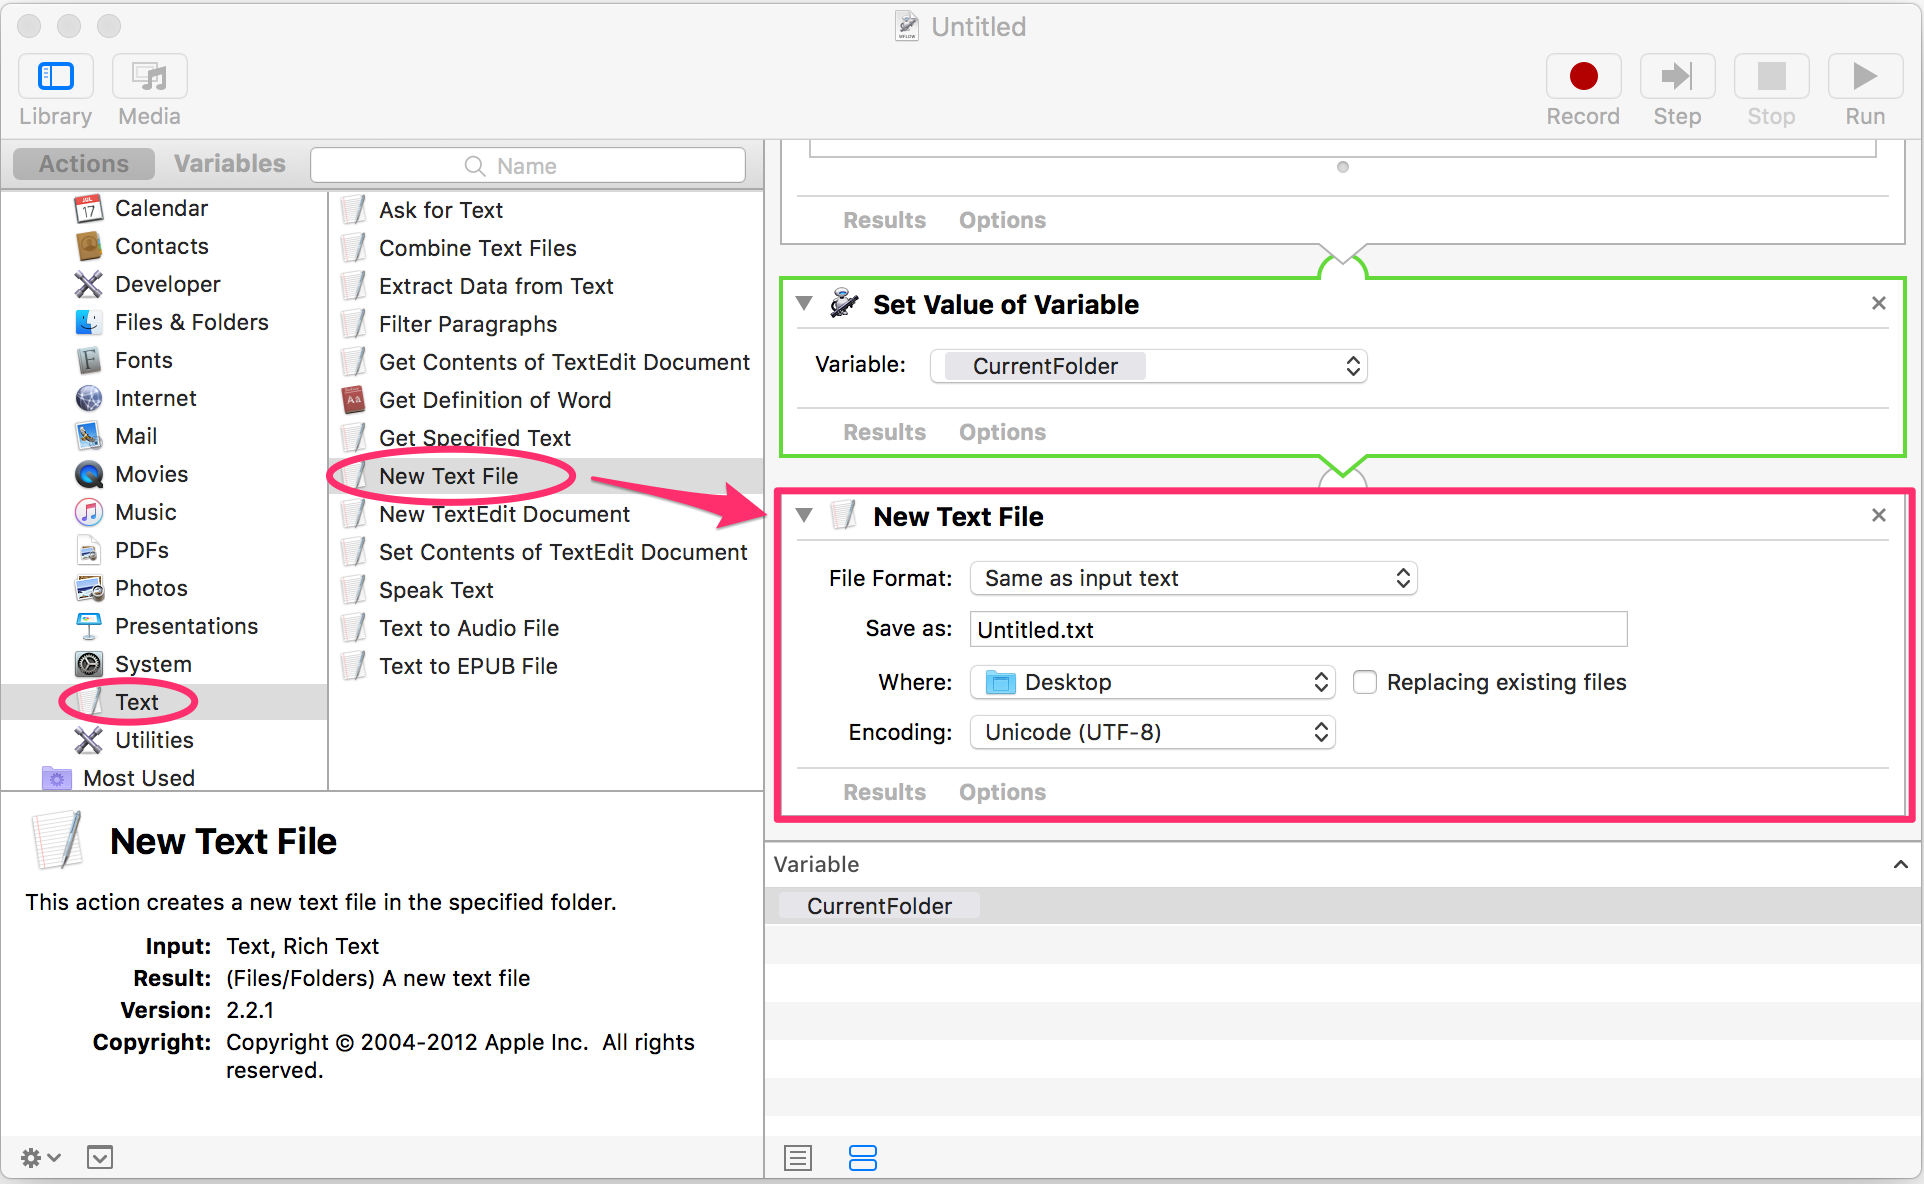 Untitled
Library
Media
Record
Step
Stop
Run
Actions
Variables
Name
Calendar
Contacts
Developer
Files & Folders
Fonts
Internet
Mail
Movies
Music
PDFs
Photos
Presentations
System
Text
Utilities
Most Used
Ask for Text
Combine Text Files
Extract Data from Text
Filter Paragraphs
Get Contents of TextEdit Document
Get Definition of Word
Get Specified Text
New Text File
New TextEdit Document
Set Contents of TextEdit Document
Speak Text
Text to Audio File
Text to EPUB File
New Text File
This action creates a new text file in the specified folder.
Input: Text, Rich Text
Result: (Files/Folders) A new text file
Version: 2.2.1
Copyright: Copyright © 2004-2012 Apple Inc. All rights
reserved.
Results Options
Set Value of Variable
Variable: CurrentFolder
Results Options
New Text File
File Format: Same as input text
Save as: Untitled.txt
Where: Desktop Replacing existing files
Encoding: Unicode (UTF-8)
Results Options
Variable
CurrentFolder